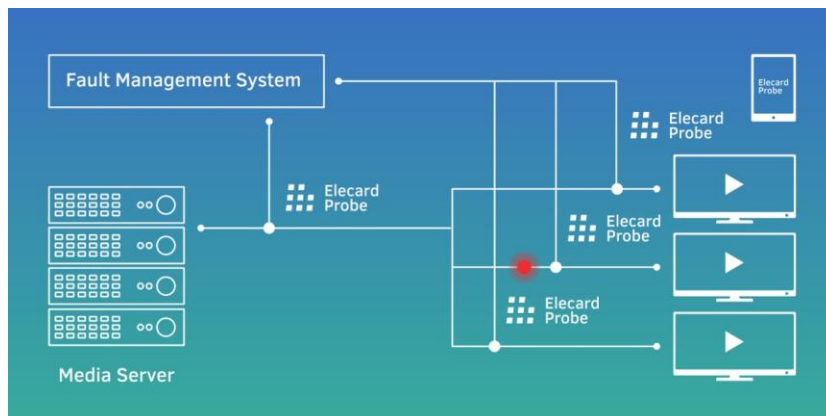 Fault Management System
Elecard
Probe
Elecard
Probe
Elecard
Probe
Elecard
Probe
Elecard
Probe
Media Server